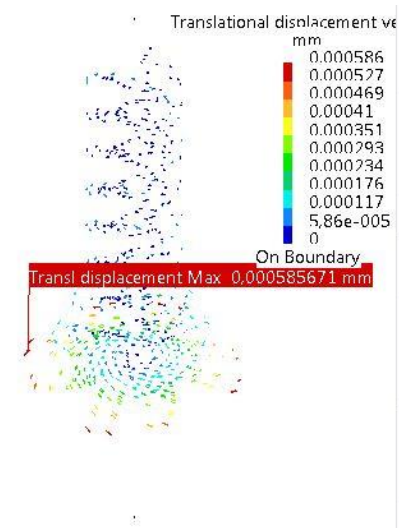 Translational displacement ve
mm
0.000586
0.000527
0.000469
0.00041
0.000351
0.000293
0.000234
0.000176
0.000117
5,86e-005
0
On Boundary
Transl displacement Max 0,000585671 mm